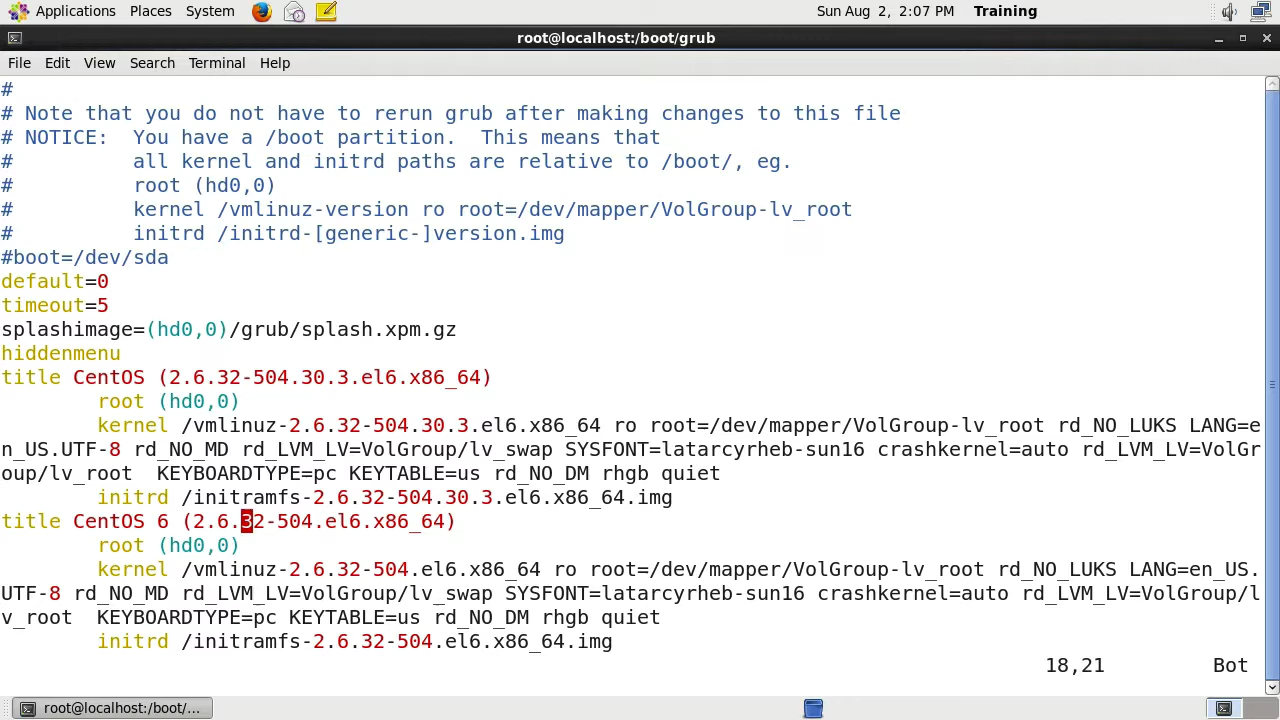 Applications Places System Sun Aug 2, 2:07 PM Training
root@localhost:/boot/grub
File Edit View Search Terminal Help
#
# Note that you do not have to rerun grub after making changes to this file
# NOTICE:  You have a /boot partition.  This means that
#          all kernel and initrd paths are relative to /boot/, eg.
#          root (hd0,0)
#          kernel /vmlinuz-version ro root=/dev/mapper/VolGroup-lv_root
#          initrd /initrd-[generic-]version.img
#boot=/dev/sda
default=0
timeout=5
splashimage=(hd0,0)/grub/splash.xpm.gz
hiddenmenu
title CentOS (2.6.32-504.30.3.el6.x86_64)
        root (hd0,0)
        kernel /vmlinuz-2.6.32-504.30.3.el6.x86_64 ro root=/dev/mapper/VolGroup-lv_root rd_NO_LUKS LANG=e
n_US.UTF-8 rd_NO_MD rd_LVM_LV=VolGroup/lv_swap SYSFONT=latarcyrheb-sun16 crashkernel=auto rd_LVM_LV=VolGr
oup/lv_root  KEYBOARDTYPE=pc KEYTABLE=us rd_NO_DM rhgb quiet
        initrd /initramfs-2.6.32-504.30.3.el6.x86_64.img
title CentOS 6 (2.6.32-504.el6.x86_64)
        root (hd0,0)
        kernel /vmlinuz-2.6.32-504.el6.x86_64 ro root=/dev/mapper/VolGroup-lv_root rd_NO_LUKS LANG=en_US.
UTF-8 rd_NO_MD rd_LVM_LV=VolGroup/lv_swap SYSFONT=latarcyrheb-sun16 crashkernel=auto rd_LVM_LV=VolGroup/l
v_root  KEYBOARDTYPE=pc KEYTABLE=us rd_NO_DM rhgb quiet
        initrd /initramfs-2.6.32-504.el6.x86_64.img
18,21 Bot
root@localhost:/boot/...